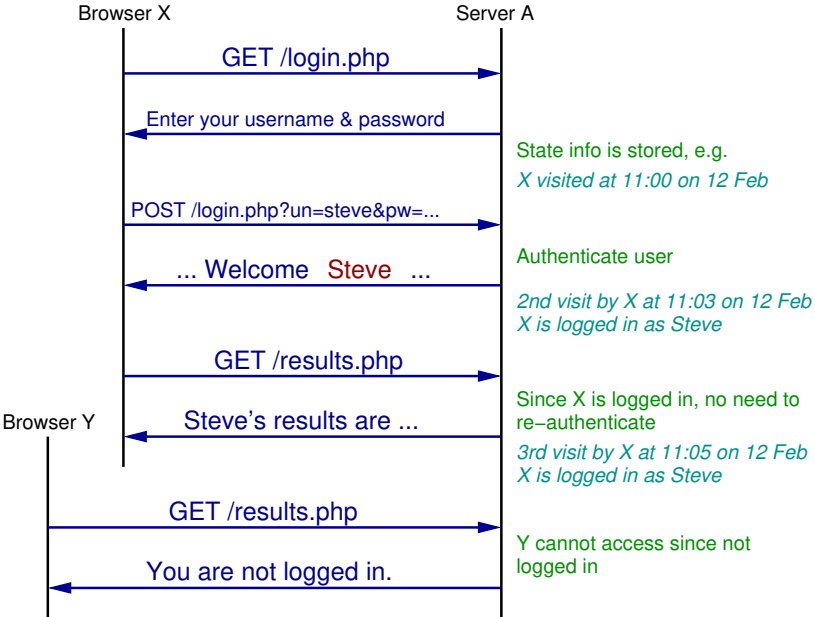 Browser X
Server A
GET /login.php
Enter your username & password
State info is stored, e.g.
X visited at 11:00 on 12 Feb
POST /login.php?un=steve&pw=...
Authenticate user
... Welcome Steve ...
2nd visit by X at 11:03 on 12 Feb
X is logged in as Steve
GET /results.php
Since X is logged in, no need to
re−authenticate
Browser Y
Steve's results are ...
3rd visit by X at 11:05 on 12 Feb
X is logged in as Steve
GET /results.php
Y cannot access since not
logged in
You are not logged in.